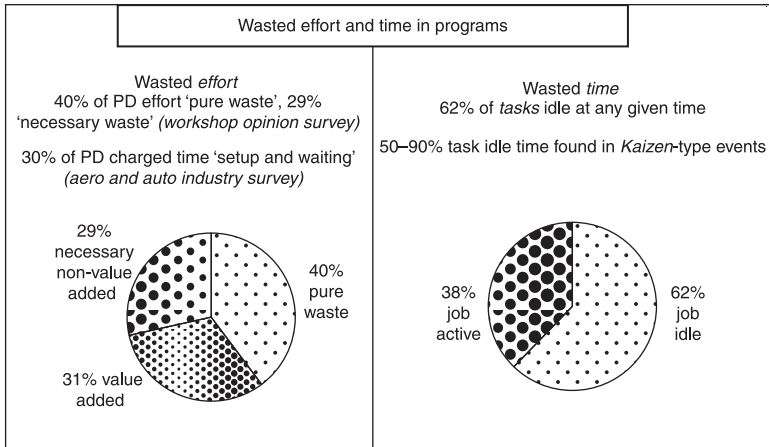 Wasted effort and time in programs
Wasted effort
40% of PD effort ‘pure waste’, 29%
‘necessary waste’ (workshop opinion survey)
30% of PD charged time ‘setup and waiting’
(aero and auto industry survey)
29%
necessary
non-value
added
40%
pure
waste
31% value
added
Wasted time
62% of tasks idle at any given time
50–90% task idle time found in Kaizen-type events
38%
job
active
62%
job
idle